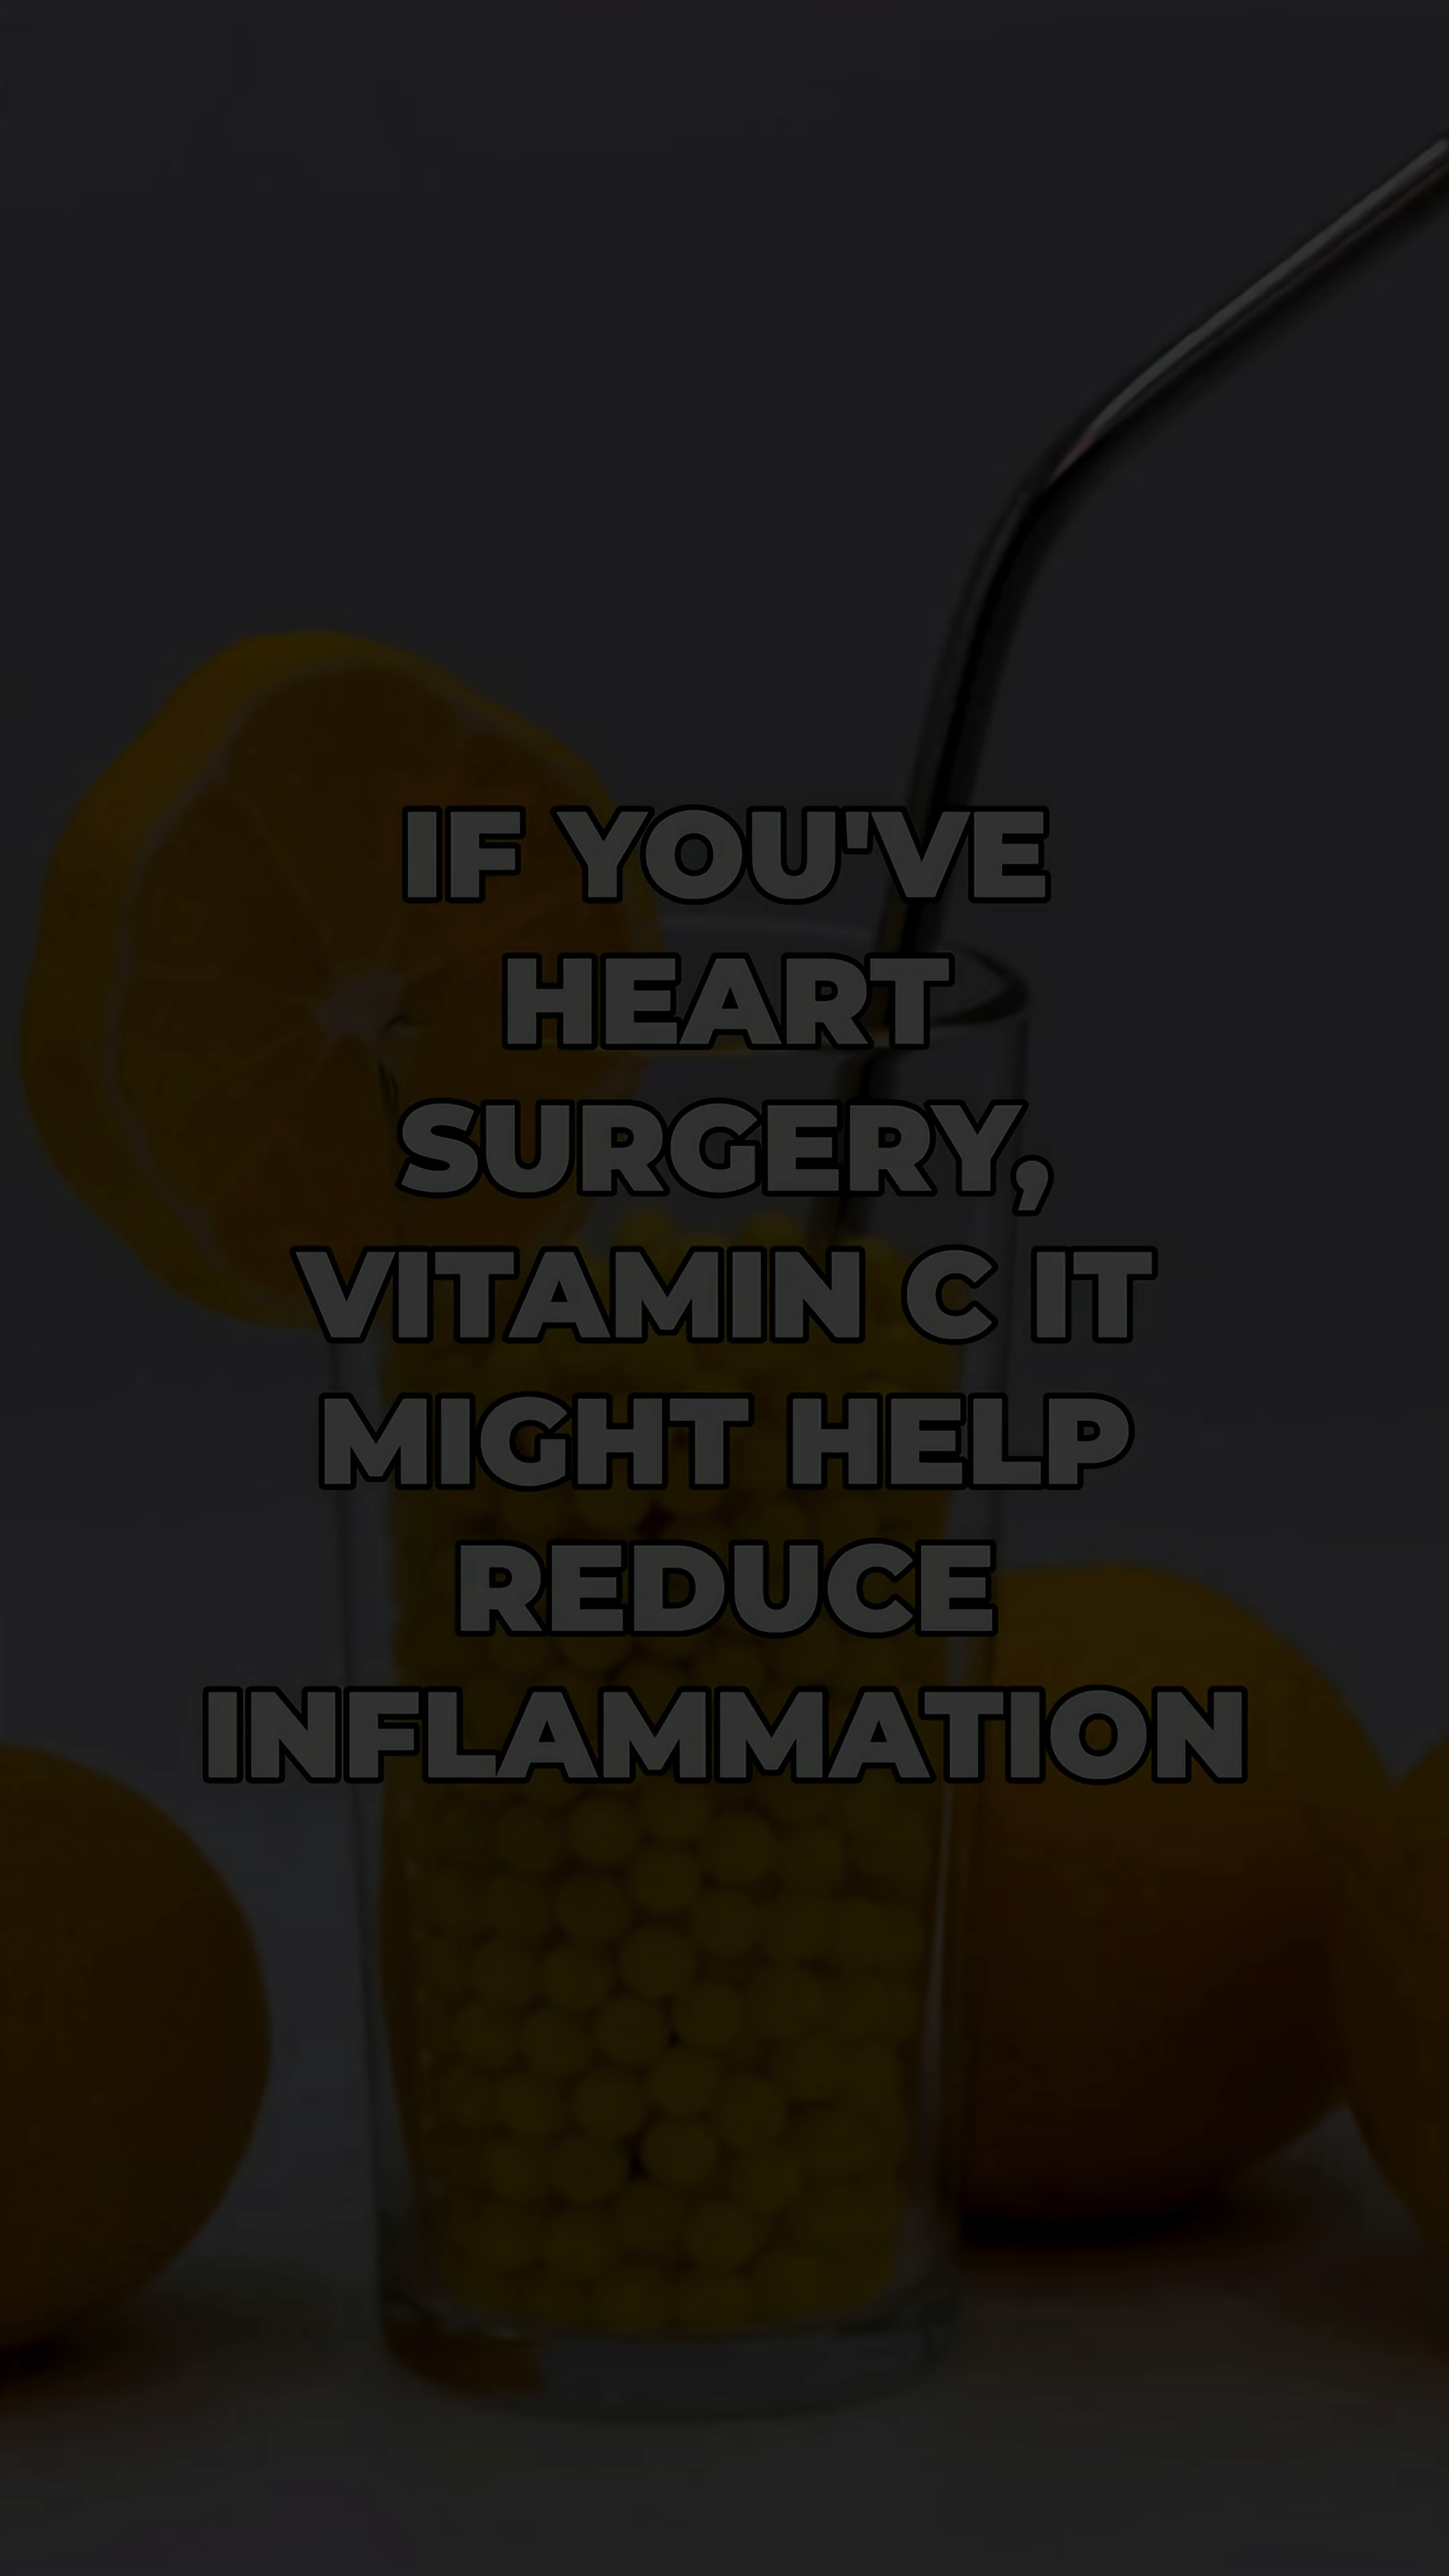 IF YOU'VE
HEART
SURGERY,
VITAMIN C IT
MIGHT HELP
REDUCE
INFLAMMATION